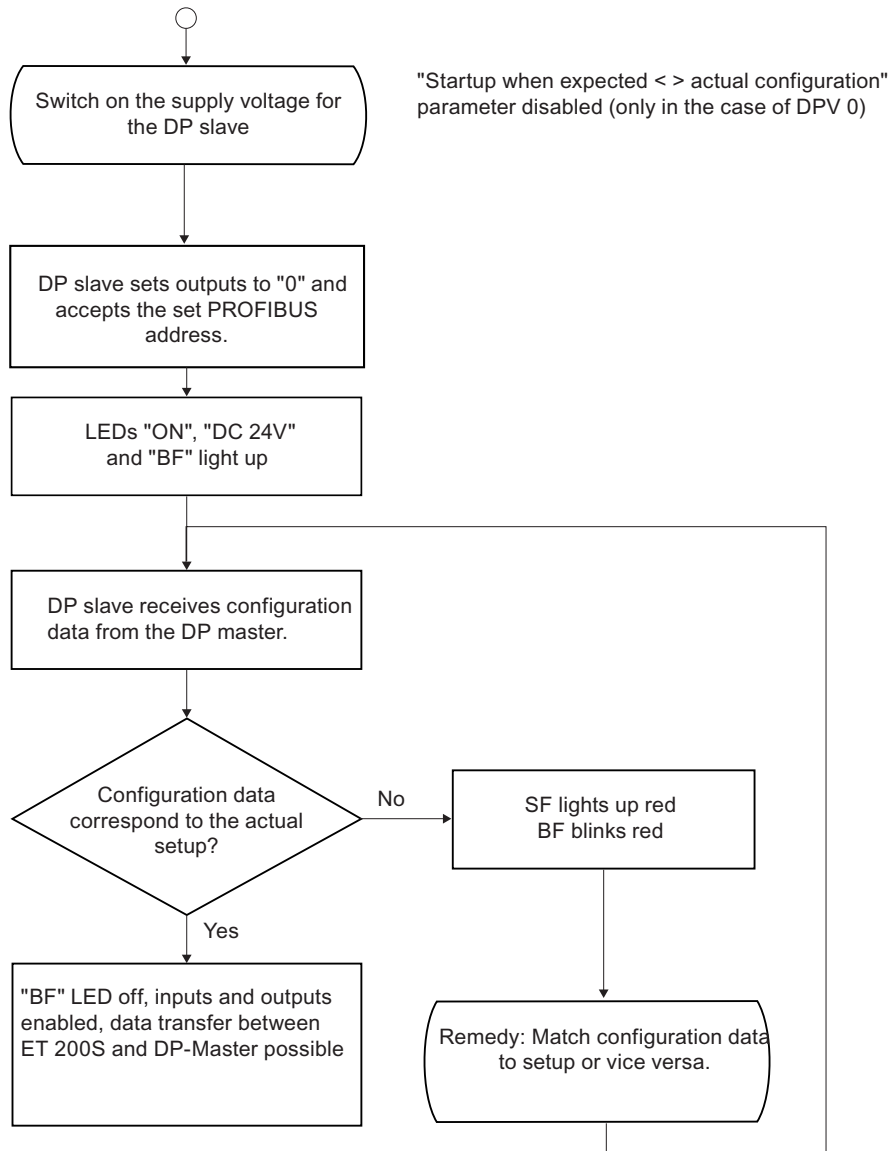 Switch on the supply voltage for
the DP slave
"Startup when expected < > actual configuration"
parameter disabled (only in the case of DPV 0)
DP slave sets outputs to "0" and
accepts the set PROFIBUS
address.
LEDs "ON", "DC 24V"
and "BF" light up
DP slave receives configuration
data from the DP master.
Configuration data
correspond to the actual
setup?
No
SF lights up red
BF blinks red
Yes
"BF" LED off, inputs and outputs
enabled, data transfer between
ET 200S and DP-Master possible
Remedy: Match configuration data
to setup or vice versa.